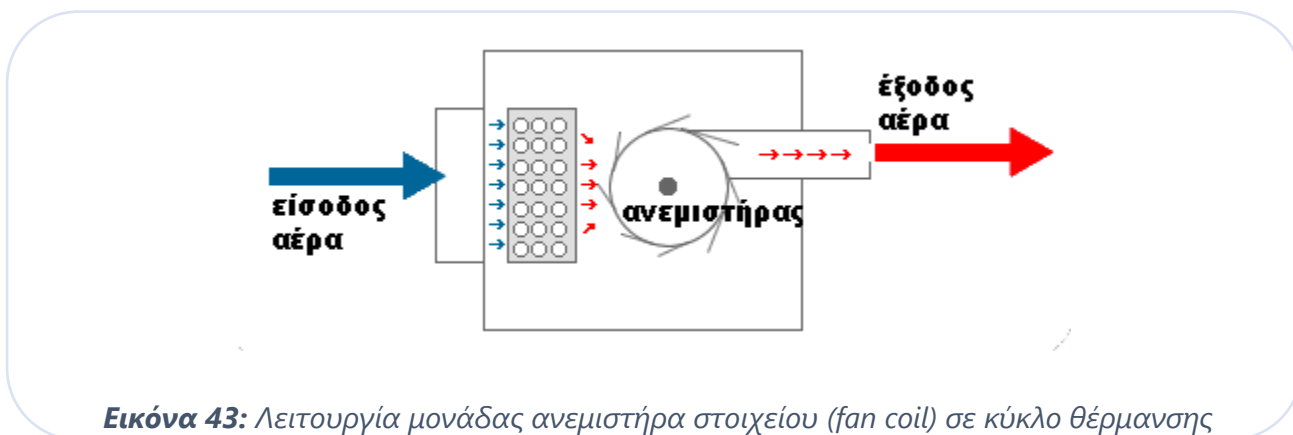 έξοδος
αέρα
είσοδος
αέρα
ανεμιστήρας
Εικόνα 43: Λειτουργία μονάδας ανεμιστήρα στοιχείου (fan coil) σε κύκλο θέρμανσης